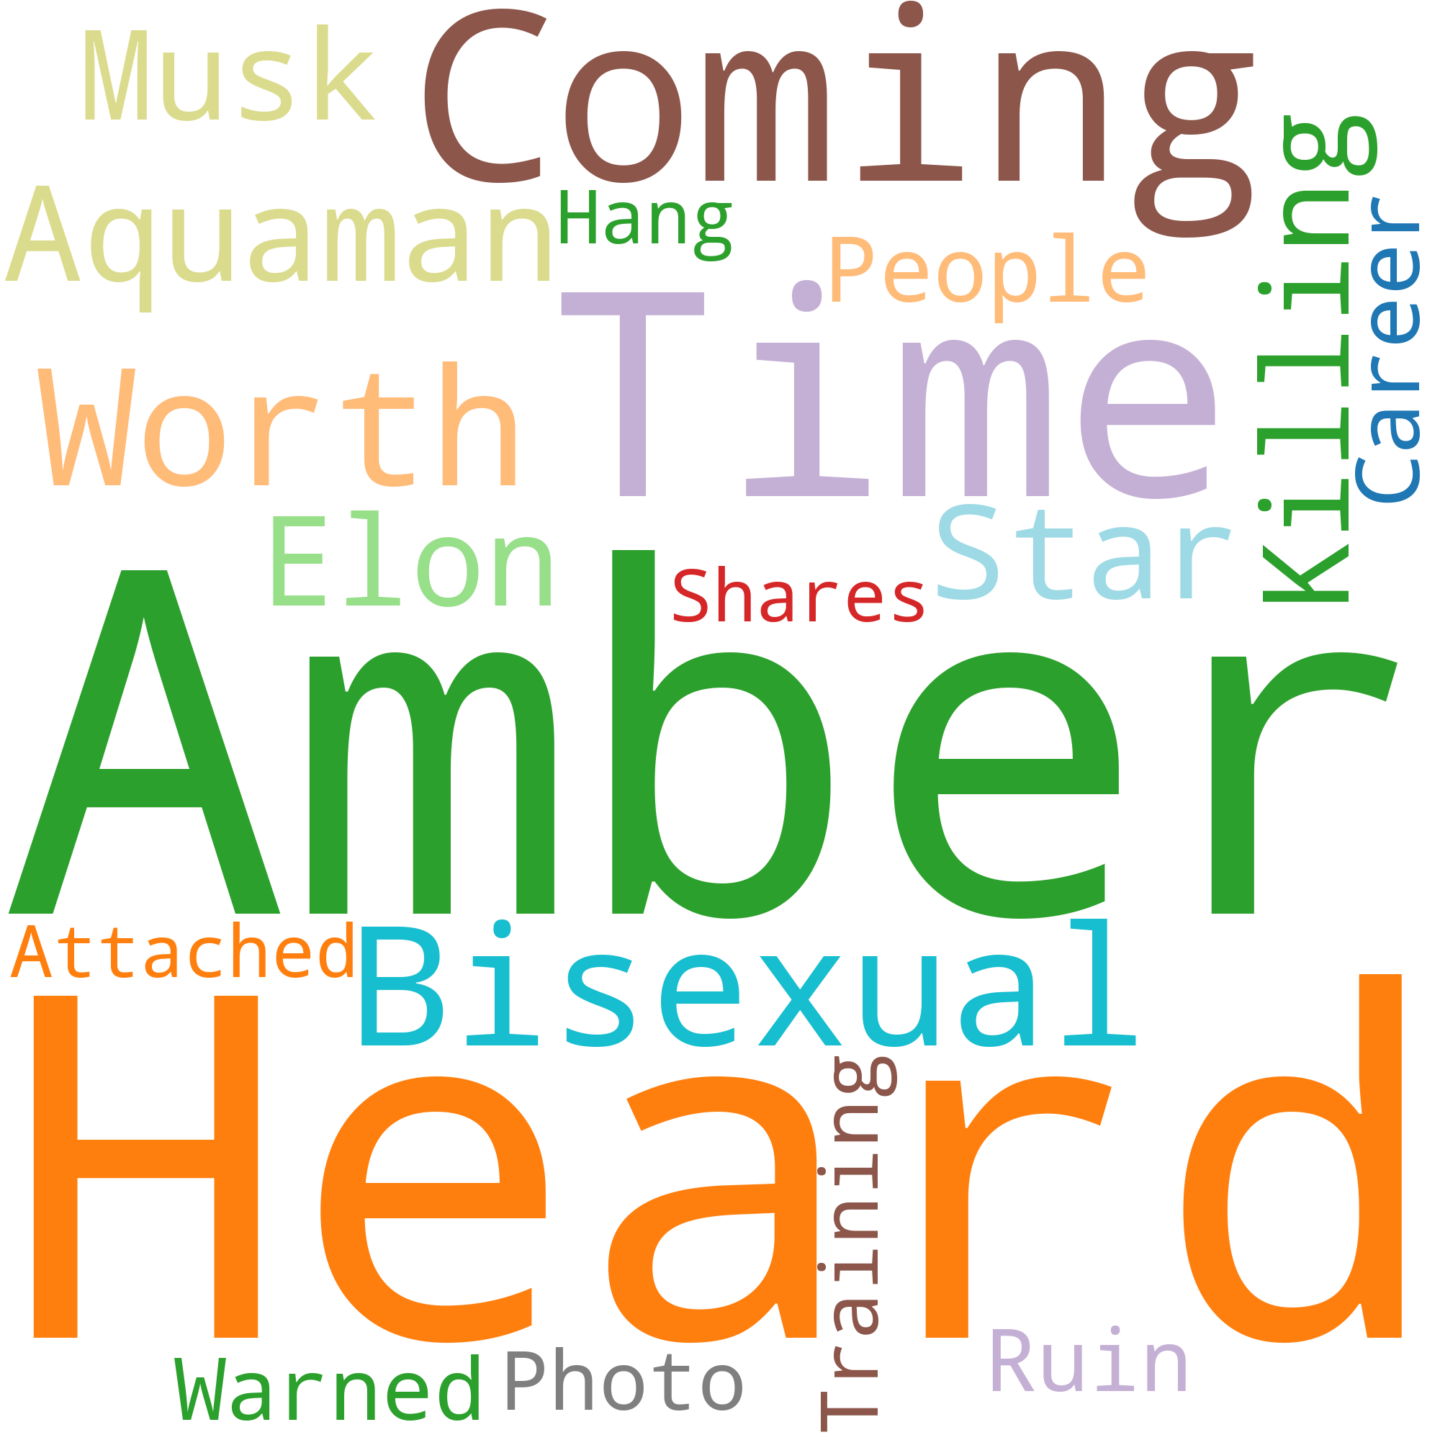 Musk
Coming
Aquaman
Hang
People
Killing
Career
Worth
Time
Elon
Shares
Star
Amber
Attached
Bisexual
Heard
Training
Warned
Photo
Ruin